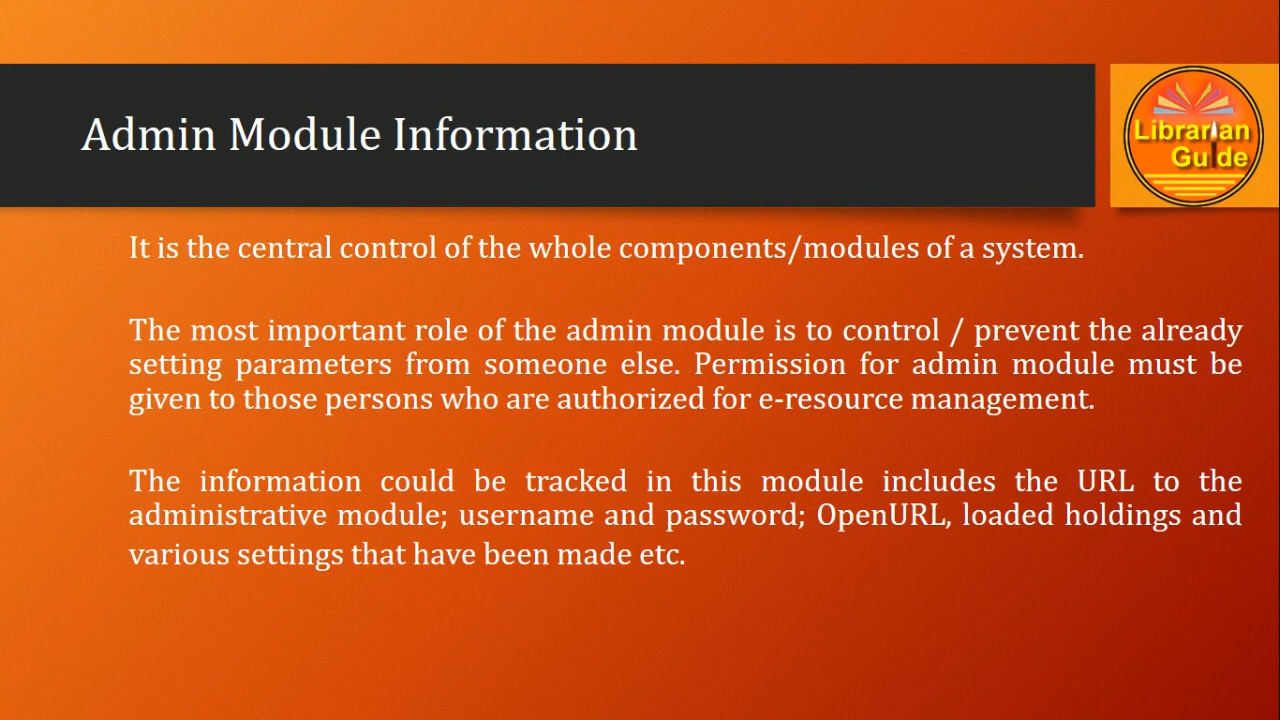 Admin Module Information
Librarian
Guide
It is the central control of the whole components/modules of a system.
The most important role of the admin module is to control / prevent the already
setting parameters from someone else. Permission for admin module must be
given to those persons who are authorized for e-resource management.
The information could be tracked in this module includes the URL to the
administrative module; username and password; OpenURL, loaded holdings and
various settings that have been made etc.